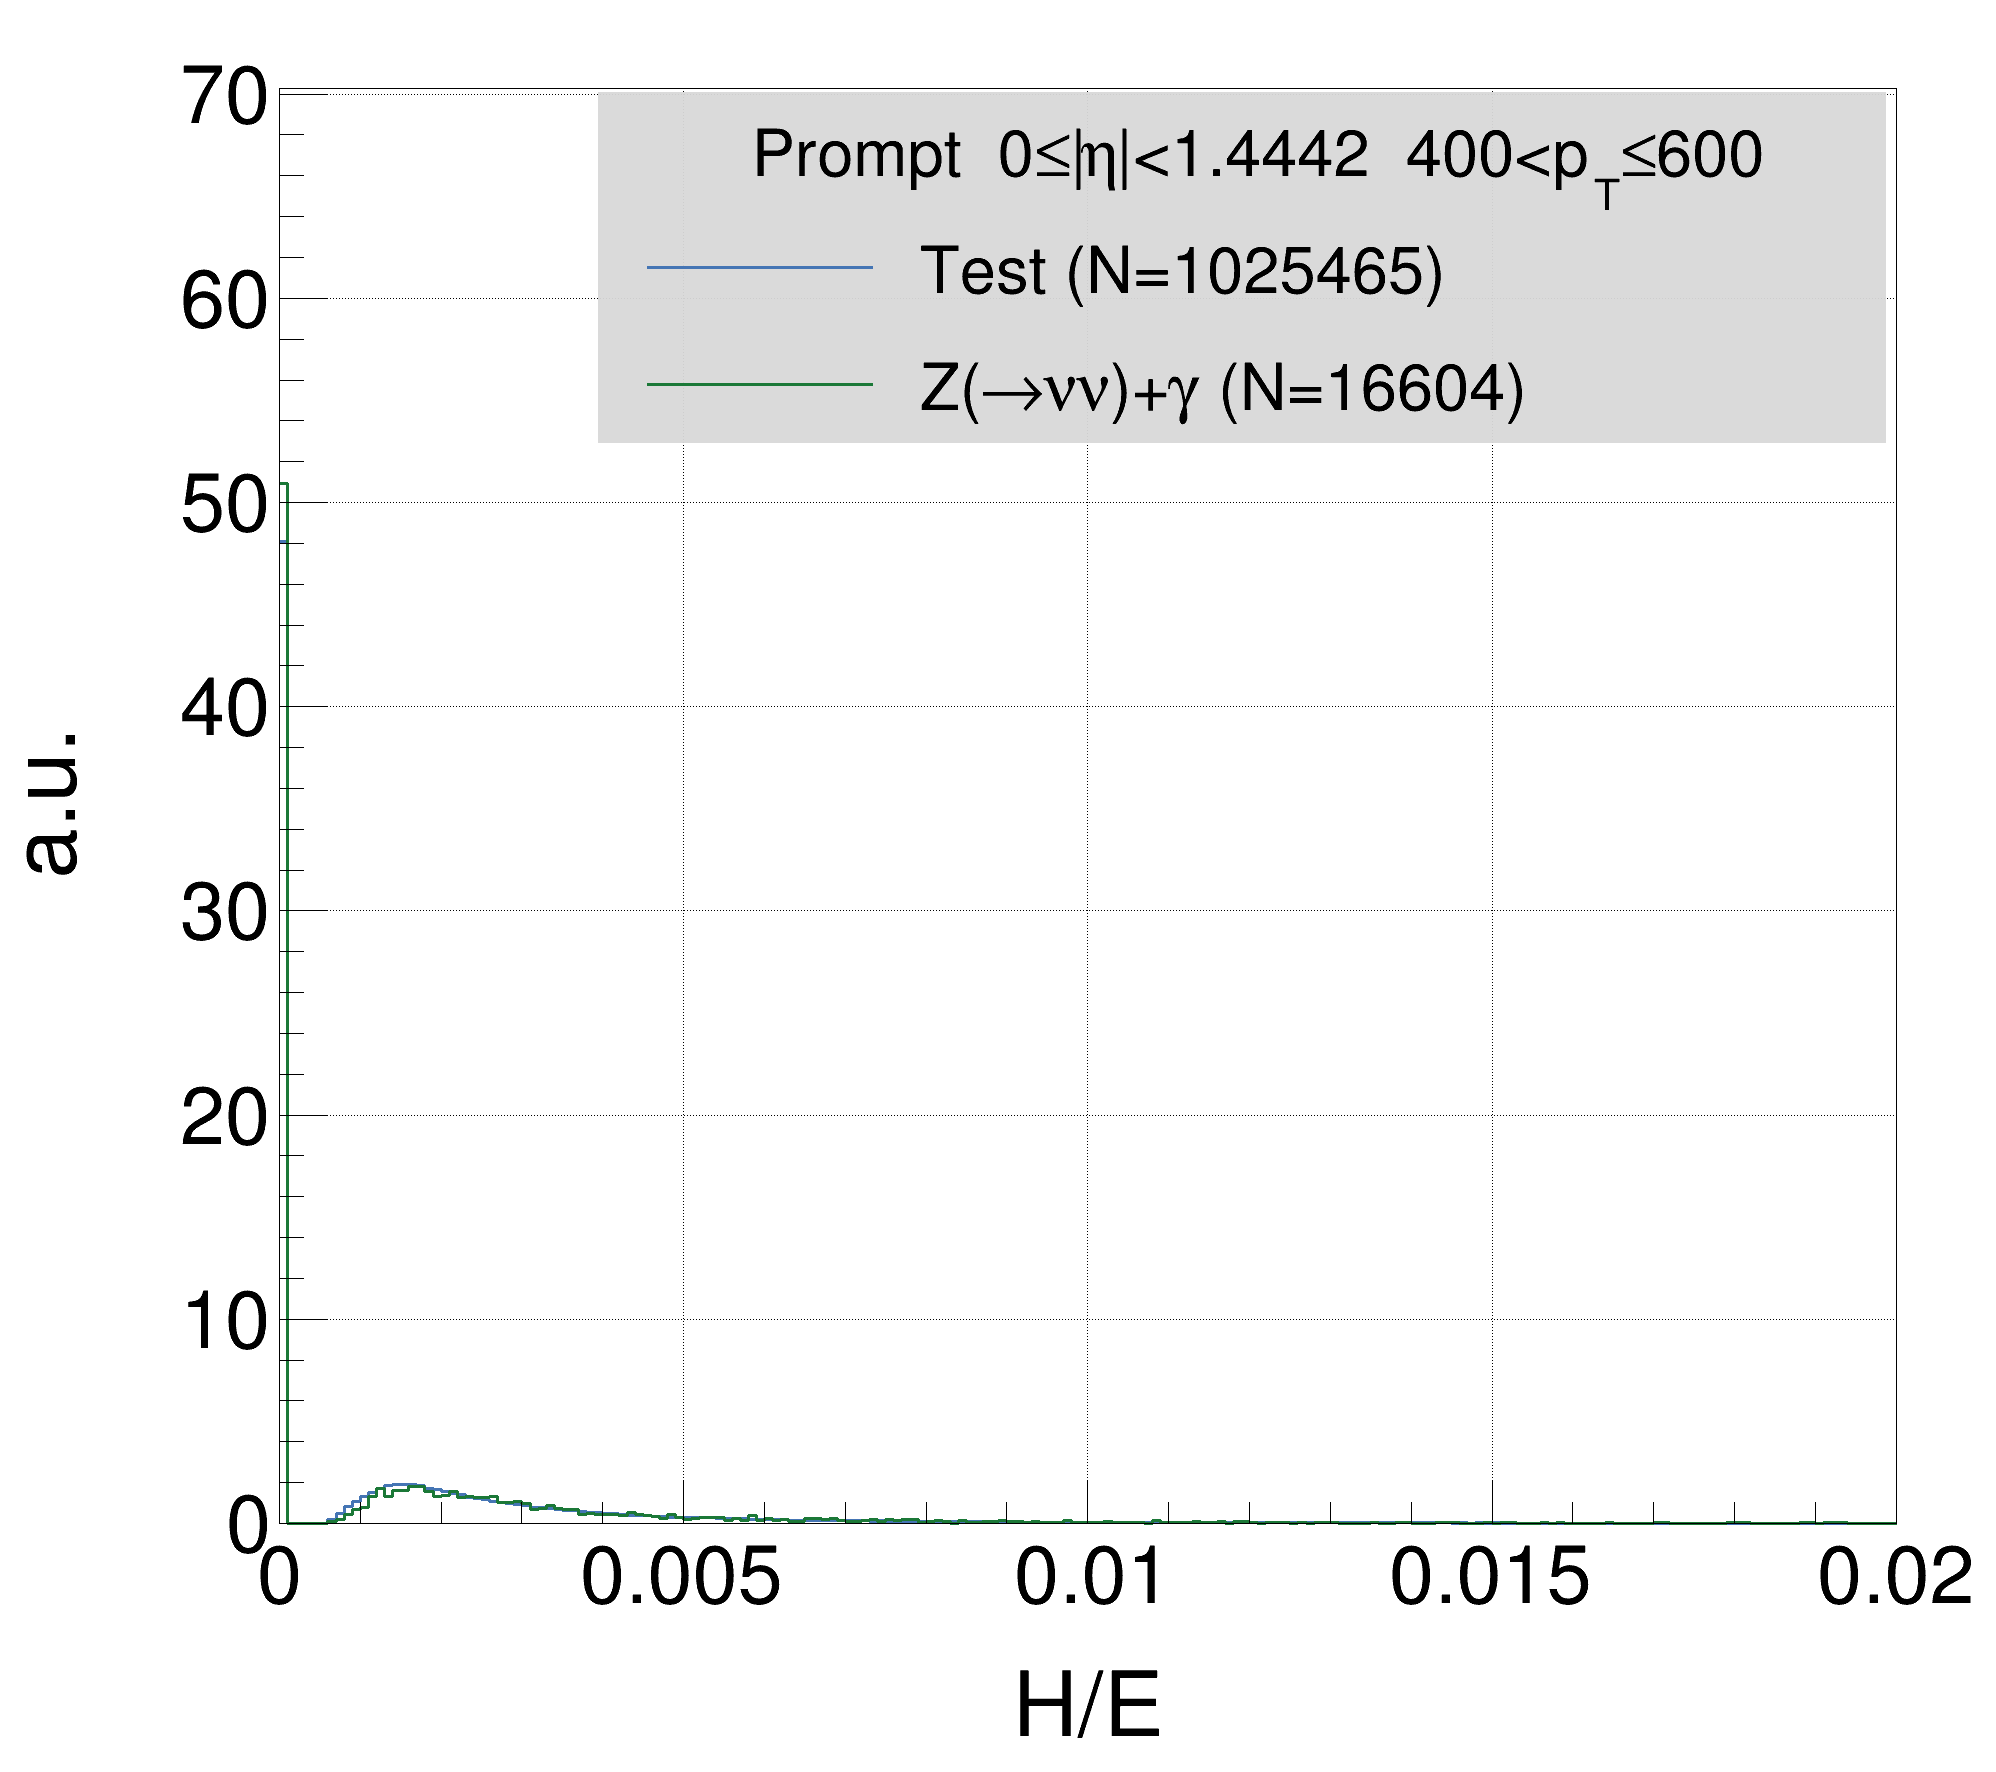 70
60
50
40
30
20
10
0
a.u.
Prompt 0≤|η|<1.4442 400<p_T≤600
Test (N=1025465)
Z(→νν)+γ (N=16604)
0 0.005 0.01 0.015 0.02
H/E